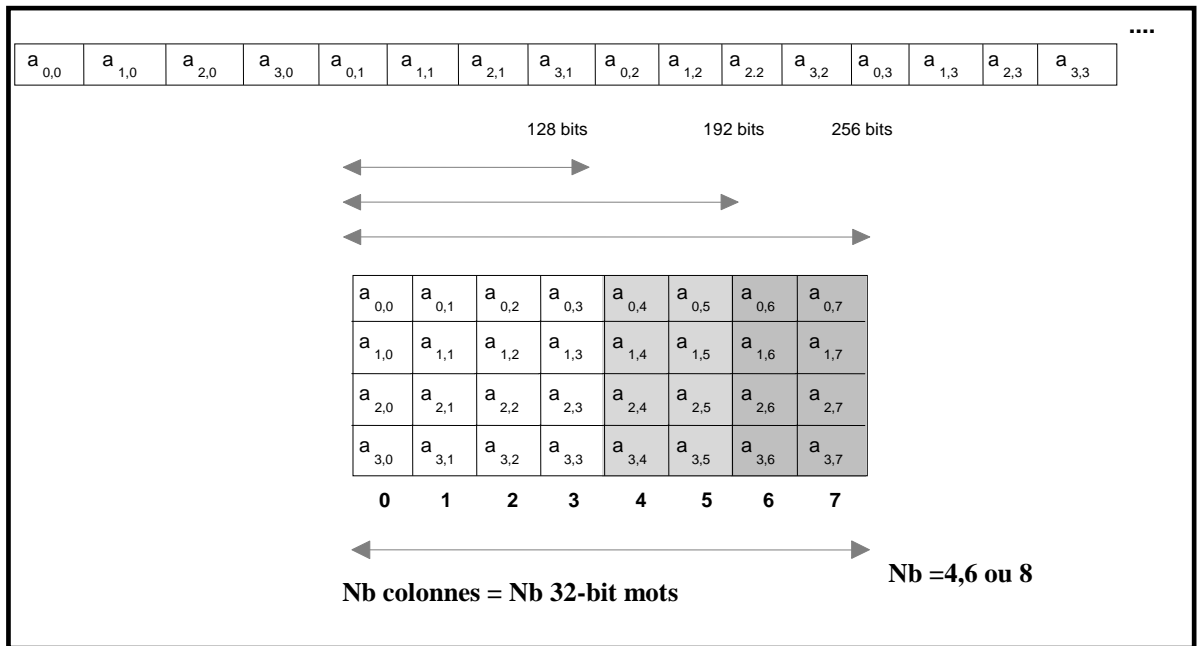 ....
a 0,0 a 1,0 a 2,0 a 3,0 a 0,1 a 1,1 a 2,1 a 3,1 a 0,2 a 1,2 a 2.2 a 3,2 a 0,3 a 1,3 a 2,3 a 3,3
128 bits 192 bits 256 bits
a 0,0 a 0,1 a 0,2 a 0,3 a 0,4 a 0,5 a 0,6 a 0,7
a 1,0 a 1,1 a 1,2 a 1,3 a 1,4 a 1,5 a 1,6 a 1,7
a 2,0 a 2,1 a 2,2 a 2,3 a 2,4 a 2,5 a 2,6 a 2,7
a 3,0 a 3,1 a 3,2 a 3,3 a 3,4 a 3,5 a 3,6 a 3,7
0 1 2 3 4 5 6 7
Nb =4,6 ou 8
Nb colonnes = Nb 32-bit mots